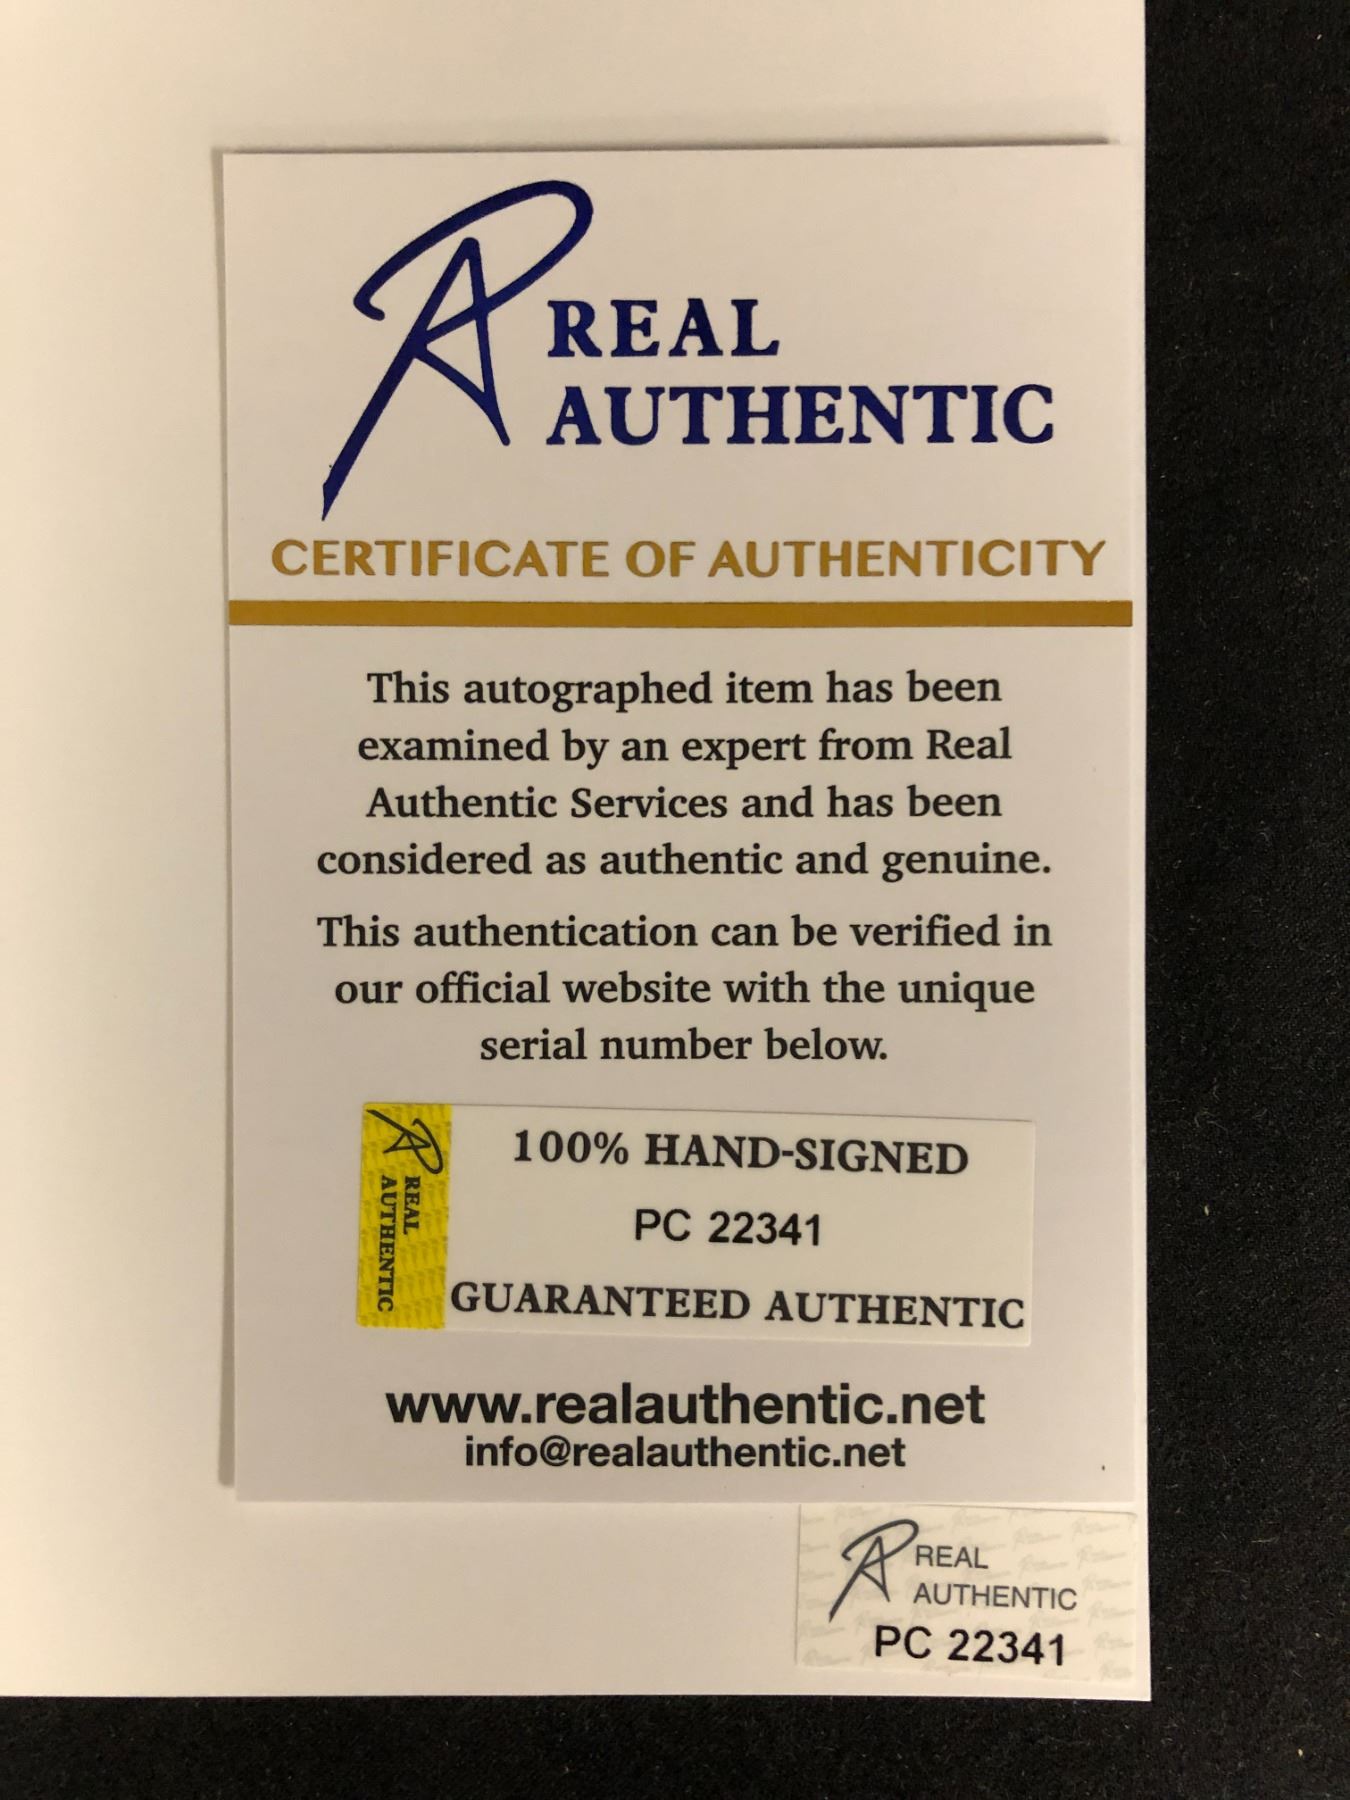 REAL
AUTHENTIC
CERTIFICATE OF AUTHENTICITY
This autographed item has been
examined by an expert from Real
Authentic Services and has been
considered as authentic and genuine.
This authentication can be verified in
our official website with the unique
serial number below.
REAL
AUTHENTIC
100% HAND-SIGNED
PC 22341
GUARANTEED AUTHENTIC
www.realauthentic.net
info@realauthentic.net
REAL
AUTHENTIC
PC 22341